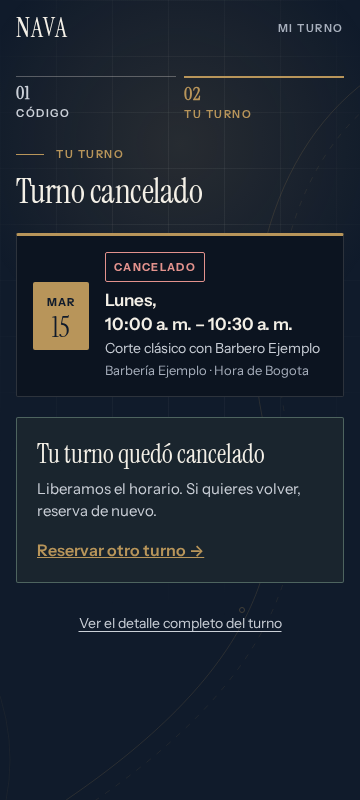 NAVA
MI TURNO
01
CÓDIGO
02
TU TURNO
TU TURNO
Turno cancelado
CANCELADO
MAR
15
Lunes,
10:00 a. m. – 10:30 a. m.
Corte clásico con Barbero Ejemplo
Barbería Ejemplo · Hora de Bogota
Tu turno quedó cancelado
Liberamos el horario. Si quieres volver,
reserva de nuevo.
Reservar otro turno →
Ver el detalle completo del turno